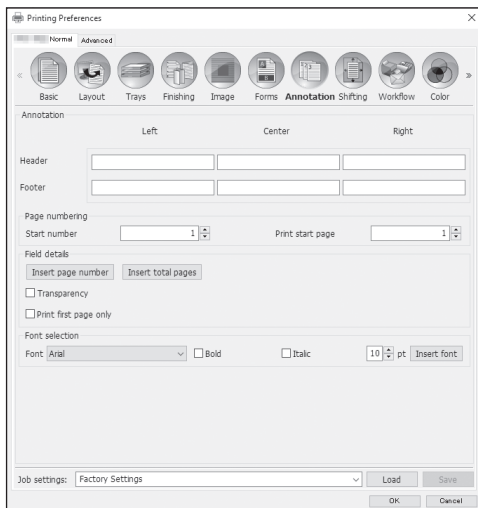 Printing Preferences
Normal Advanced
Basic Layout Trays Finishing Image Forms Annotation Shifting Workflow Color
Annotation
Left Center Right
Header
Footer
Page numbering
Start number 1 Print start page 1
Field details
Insert page number Insert total pages
Transparency
Print first page only
Font selection
Font Arial Bold Italic 10 pt Insert font
Job settings: Factory Settings Load Save
OK Cancel